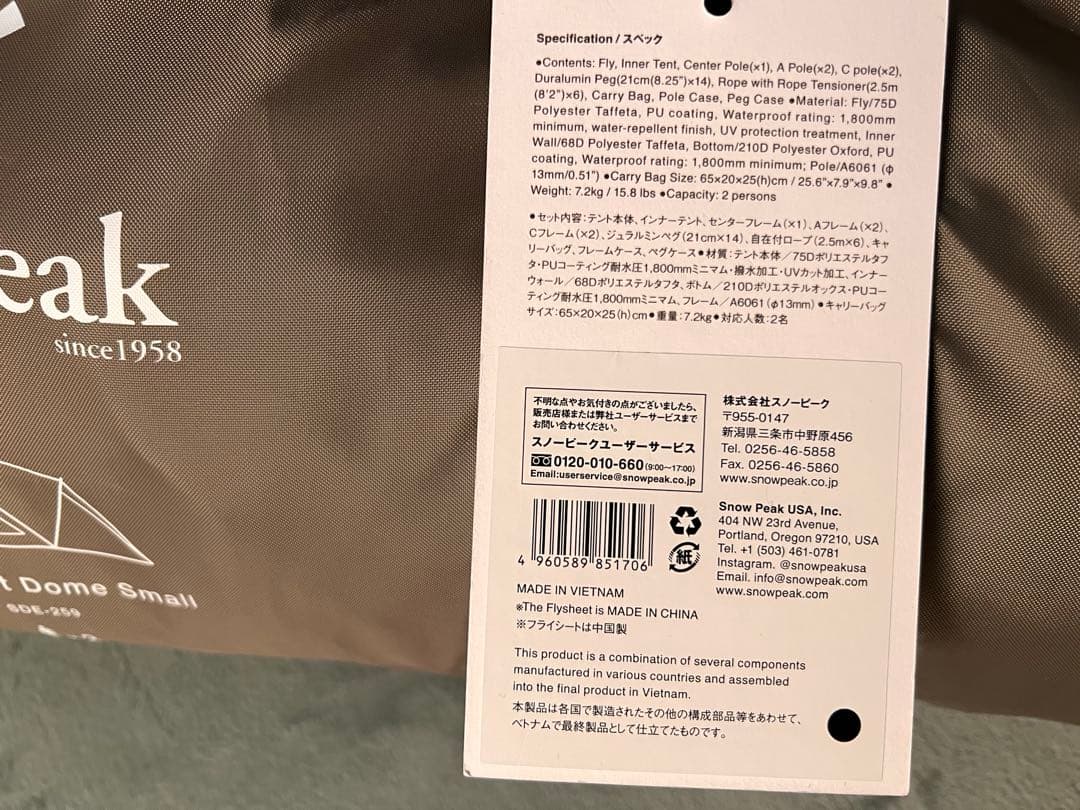 eak
since1958
t Dome Small
SDE-259
Specification / スペック
●Contents: Fly, Inner Tent, Center Pole(×1), A Pole(×2), C pole(×2),
Duralumin Peg(21cm(8.25")×14), Rope with Rope Tensioner(2.5m
(8'2")×6), Carry Bag, Pole Case, Peg Case ●Material: Fly/75D
Polyester Taffeta, PU coating, Waterproof rating: 1,800mm
minimum, water-repellent finish, UV protection treatment, Inner
Wall/68D Polyester Taffeta, Bottom/210D Polyester Oxford, PU
coating, Waterproof rating: 1,800mm minimum; Pole/A6061 (φ
13mm/0.51") ●Carry Bag Size: 65×20×25(h)cm / 25.6"×7.9"×9.8" ●
Weight: 7.2kg / 15.8 lbs ●Capacity: 2 persons
●セット内容:テント本体、インナーテント、センターフレーム(×1)、Aフレーム(×2)、
Cフレーム(×2)、ジュラルミンペグ(21cm×14)、自在付ロープ(2.5m×6)、キャ
リーバッグ、フレームケース、ペグケース●材質:テント本体/75Dポリエステルタフ
タ・PUコーティング耐水圧1,800mmミニマム・撥水加工・UVカット加工、インナー
ウォール/68Dポリエステルタフタ、ボトム/210Dポリエステルオックス・PUコー
ティング耐水圧1,800mmミニマム、フレーム/A6061(φ13mm)●キャリーバッグ
サイズ:65×20×25(h)cm●重量:7.2kg●対応人数:2名
不明な点やお気付きの点がございましたら、
販売店様または弊社ユーザーサービスまで
お問い合わせください。
スノーピークユーザーサービス
0120-010-660(9:00〜17:00)
Email:userservice@snowpeak.co.jp
株式会社スノーピーク
〒955-0147
新潟県三条市中野原456
Tel. 0256-46-5858
Fax. 0256-46-5860
www.snowpeak.co.jp
4 960589 851706
紙
Snow Peak USA, Inc.
404 NW 23rd Avenue,
Portland, Oregon 97210, USA
Tel. +1 (503) 461-0781
Instagram. @snowpeakusa
Email. info@snowpeak.com
www.snowpeak.com
MADE IN VIETNAM
※The Flysheet is MADE IN CHINA
※フライシートは中国製
This product is a combination of several components
manufactured in various countries and assembled
into the final product in Vietnam.
本製品は各国で製造されたその他の構成部品等をあわせて、
ベトナムで最終製品として仕立てたものです。